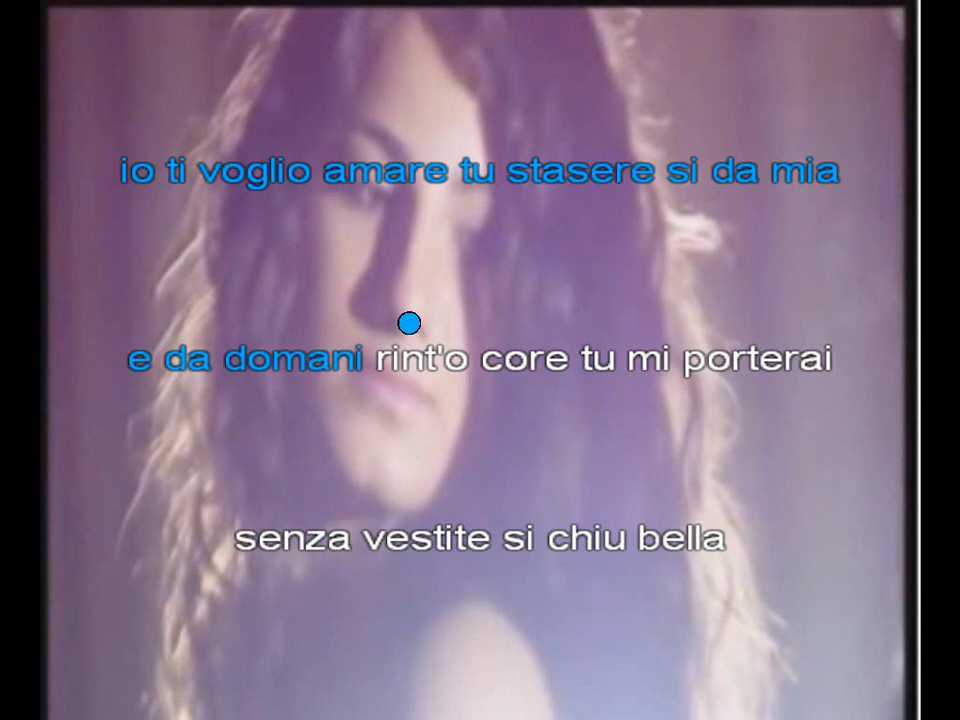 io ti voglio amare tu stasere si da mia
e da domani rint'o core tu mi porterai
senza vestite si chiu bella